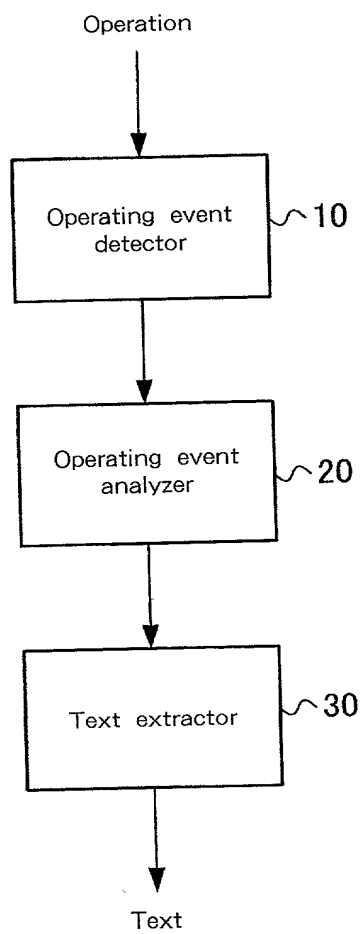 Operation
Operating event
detector
10
Operating event
analyzer
20
Text extractor
30
Text